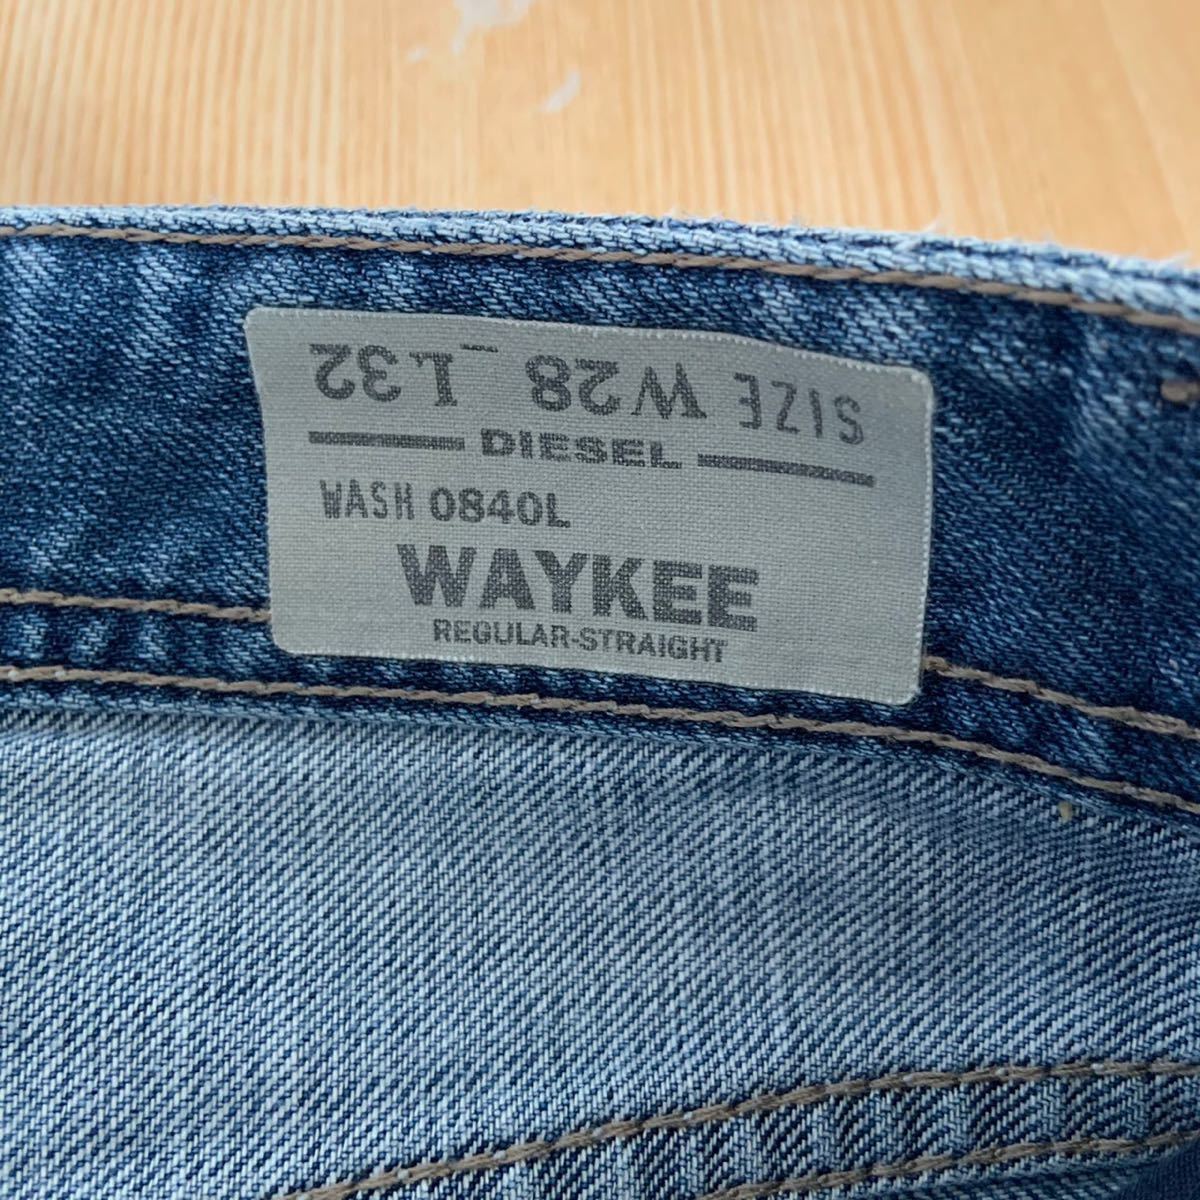 SIZE W28 _ L32
DIESEL
WASH 0840L
WAYKEE
REGULAR-STRAIGHT